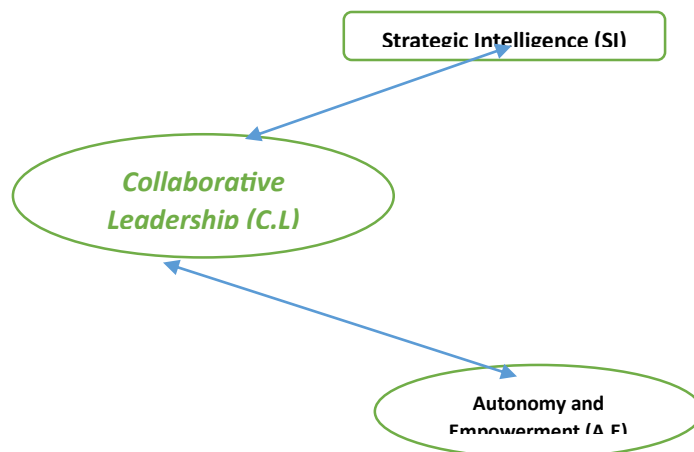 Strategic Intelligence (SI)
Collaborative
Leadership (C.L)
Autonomy and
Empowerment (A.E)